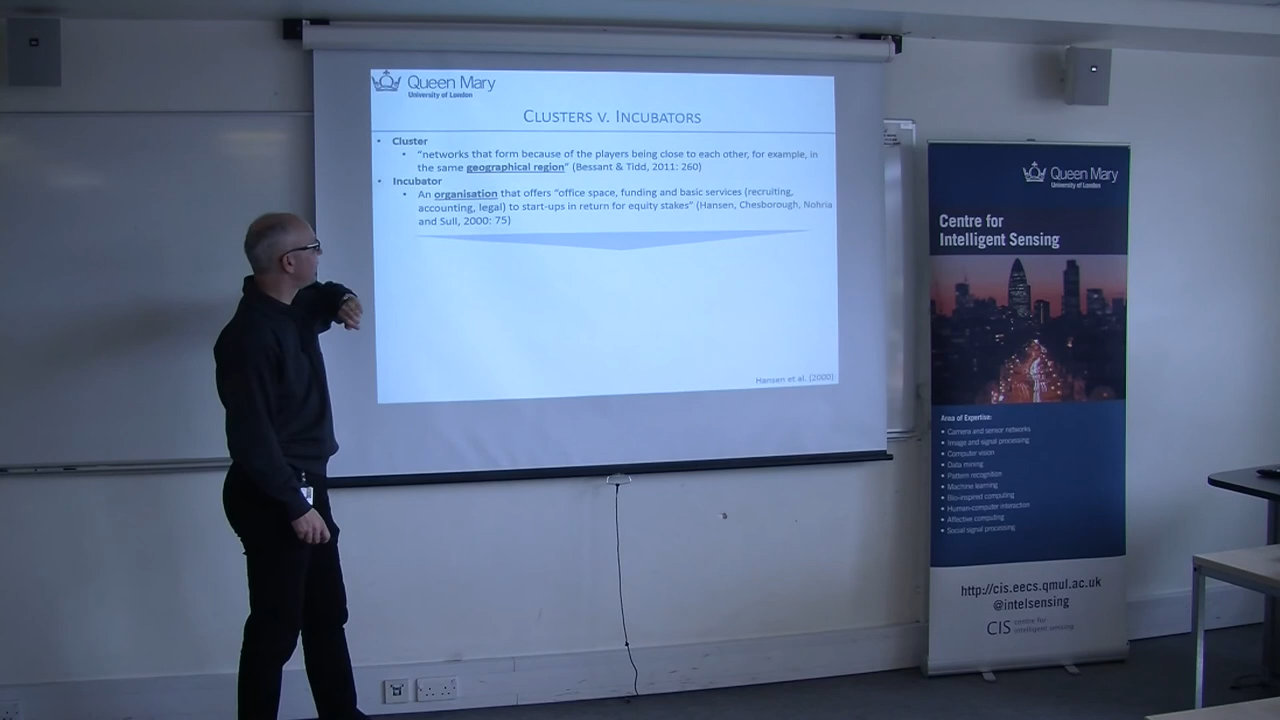 Queen Mary
University of London
CLUSTERS V. INCUBATORS
• Cluster
• "networks that form because of the players being close to each other, for example, in
the same geographical region" (Bessant & Tidd, 2011: 260)
• Incubator
• An organisation that offers "office space, funding and basic services (recruiting,
accounting, legal) to start-ups in return for equity stakes" (Hansen, Chesborough, Nohria
and Sull, 2000: 75)
Hansen et al. (2000)
Queen Mary
University of London
Centre for
Intelligent Sensing
Area of Expertise:
• Camera and sensor networks
• Image and signal processing
• Computer vision
• Data mining
• Pattern recognition
• Machine learning
• Bio-inspired computing
• Human-computer interaction
• Affective computing
• Social signal processing
http://cis.eecs.qmul.ac.uk
@intelsensing
CIS centre for
intelligent sensing